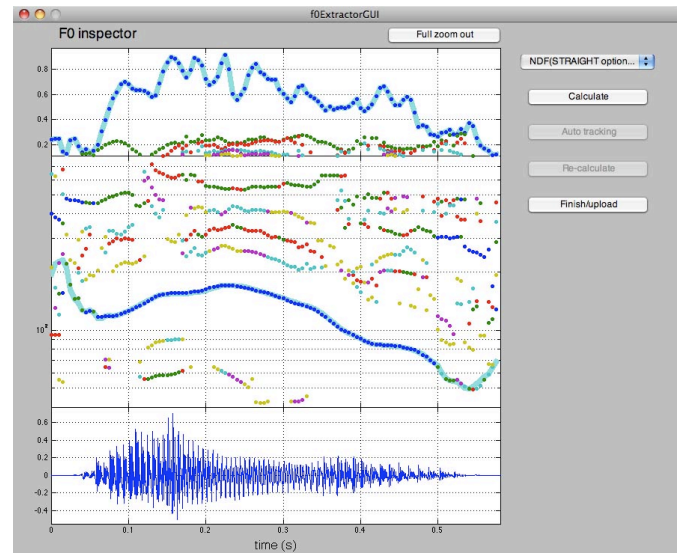 f0ExtractorGUI
F0 inspector
Full zoom out
NDF(STRAIGHT option...
Calculate
Auto tracking
Re-calculate
Finish/upload
0.8
0.6
0.4
0.2
10²
0.6
0.4
0.2
0
-0.2
-0.4
0
0.1
0.2
0.3
0.4
0.5
time (s)